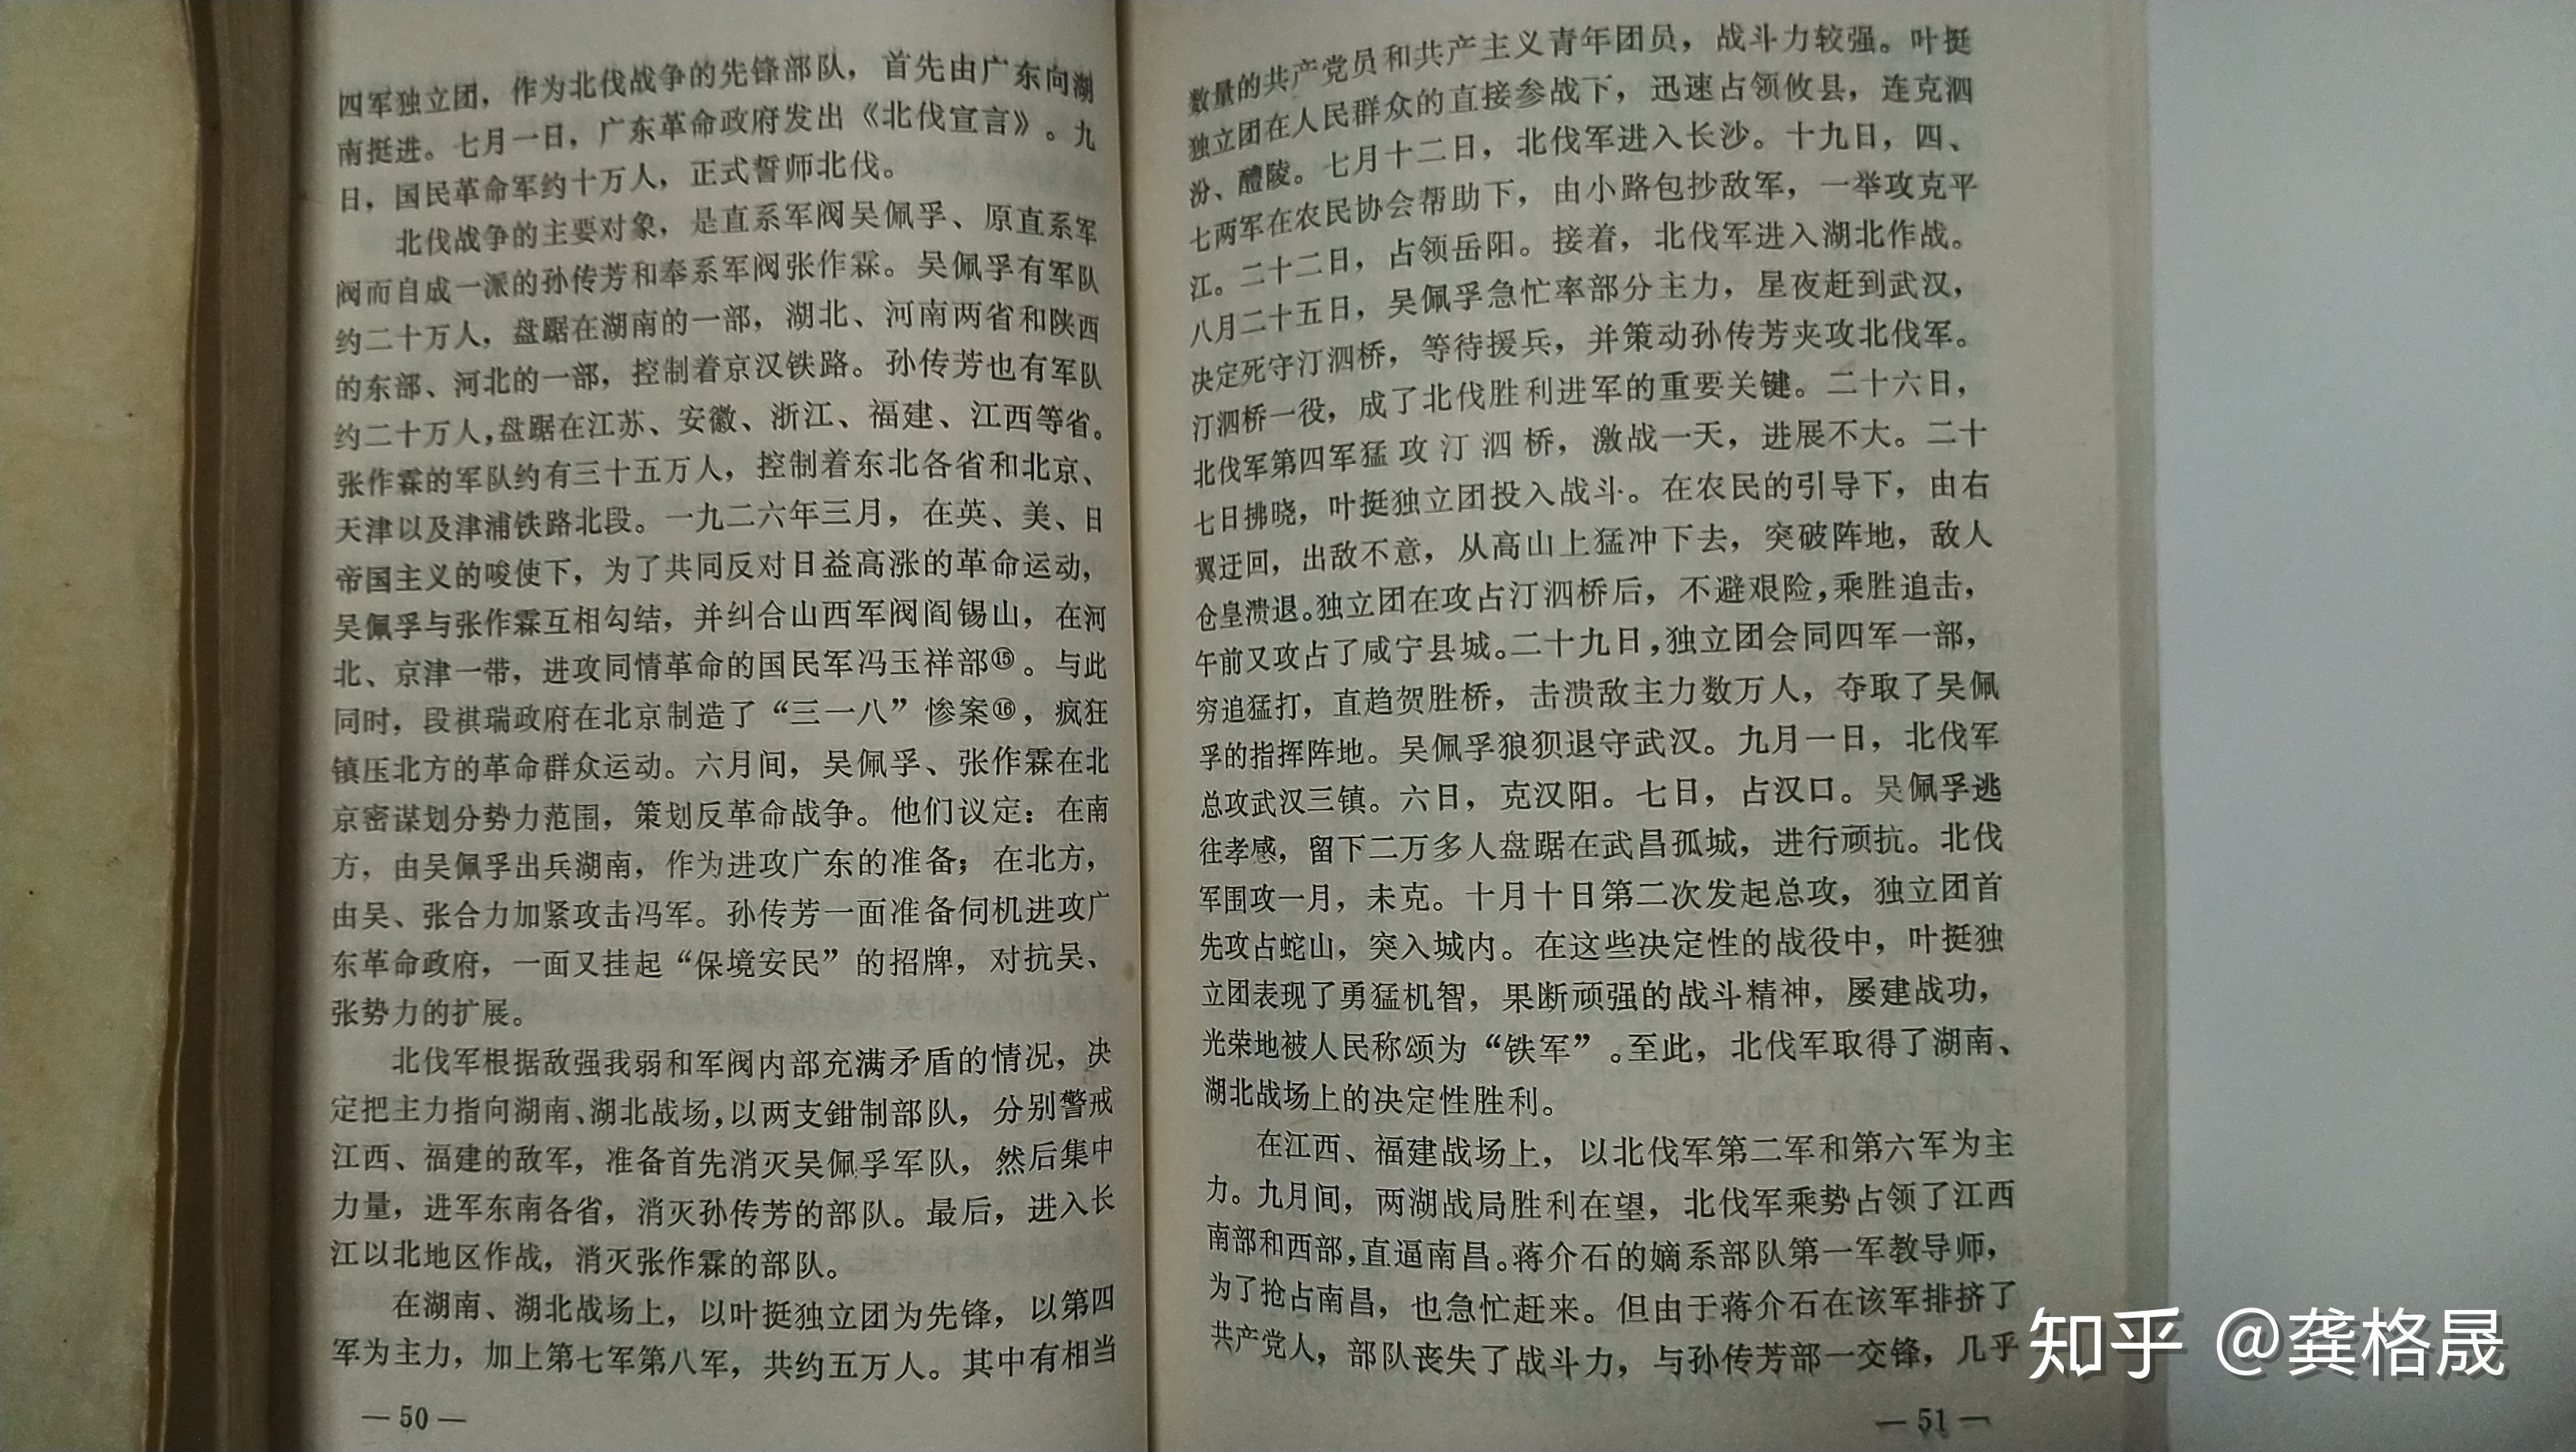 四军独立团，作为北伐战争的先锋部队，首先由广东向湖
南挺进。七月一日，广东革命政府发出《北伐宣言》。九
日，国民革命军约十万人，正式誓师北伐。
北伐战争的主要对象，是直系军阀吴佩孚、原直系军
阀而自成一派的孙传芳和奉系军阀张作霖。吴佩孚有军队
约二十万人，盘踞在湖南的一部，湖北、河南两省和陕西
的东部、河北的一部，控制着京汉铁路。孙传芳也有军队
约二十万人，盘踞在江苏、安徽、浙江、福建、江西等省。
张作霖的军队约有三十五万人，控制着东北各省和北京、
天津以及津浦铁路北段。一九二六年三月，在英、美、日
帝国主义的唆使下，为了共同反对日益高涨的革命运动，
吴佩孚与张作霖互相勾结，并纠合山西军阀阎锡山，在河
北、京津一带，进攻同情革命的国民军冯玉祥部⑮。与此
同时，段祺瑞政府在北京制造了“三一八”惨案⑯，疯狂
镇压北方的革命群众运动。六月间，吴佩孚、张作霖在北
京密谋划分势力范围，策划反革命战争。他们议定：在南
方，由吴佩孚出兵湖南，作为进攻广东的准备；在北方，
由吴、张合力加紧攻击冯军。孙传芳一面准备伺机进攻广
东革命政府，一面又挂起“保境安民”的招牌，对抗吴、
张势力的扩展。
北伐军根据敌强我弱和军阀内部充满矛盾的情况，决
定把主力指向湖南、湖北战场，以两支鉗制部队，分别警戒
江西、福建的敌军，准备首先消灭吴佩孚军队，然后集中
力量，进军东南各省，消灭孙传芳的部队。最后，进入长
江以北地区作战，消灭张作霖的部队。
在湖南、湖北战场上，以叶挺独立团为先锋，以第四
军为主力，加上第七军第八军，共约五万人。其中有相当
—50—
数量的共产党员和共产主义青年团员，战斗力较强。叶挺
独立团在人民群众的直接参战下，迅速占领攸县，连克泗
汾、醴陵。七月十二日，北伐军进入长沙。十九日，四、
七两军在农民协会帮助下，由小路包抄敌军，一举攻克平
江。二十二日，占领岳阳。接着，北伐军进入湖北作战。
八月二十五日，吴佩孚急忙率部分主力，星夜赶到武汉，
决定死守汀泗桥，等待援兵，并策动孙传芳夹攻北伐军。
汀泗桥一役，成了北伐胜利进军的重要关键。二十六日，
北伐军第四军猛攻汀泗桥，激战一天，进展不大。二十
七日拂晓，叶挺独立团投入战斗。在农民的引导下，由右
翼迂回，出敌不意，从高山上猛冲下去，突破阵地，敌人
仓皇溃退。独立团在攻占汀泗桥后，不避艰险，乘胜追击，
午前又攻占了咸宁县城。二十九日，独立团会同四军一部，
穷追猛打，直趋贺胜桥，击溃敌主力数万人，夺取了吴佩
孚的指挥阵地。吴佩孚狼狈退守武汉。九月一日，北伐军
总攻武汉三镇。六日，克汉阳。七日，占汉口。吴佩孚逃
往孝感，留下二万多人盘踞在武昌孤城，进行顽抗。北伐
军围攻一月，未克。十月十日第二次发起总攻，独立团首
先攻占蛇山，突入城内。在这些决定性的战役中，叶挺独
立团表现了勇猛机智，果断顽强的战斗精神，屡建战功，
光荣地被人民称颂为“铁军”。至此，北伐军取得了湖南、
湖北战场上的决定性胜利。
在江西、福建战场上，以北伐军第二军和第六军为主
力。九月间，两湖战局胜利在望，北伐军乘势占领了江西
南部和西部，直逼南昌。蒋介石的嫡系部队第一军教导师，
为了抢占南昌，也急忙赶来。但由于蒋介石在该军排挤了
共产党人，部队丧失了战斗力，与孙传芳部一交锋，几乎
—51—
知乎 @龚格晟